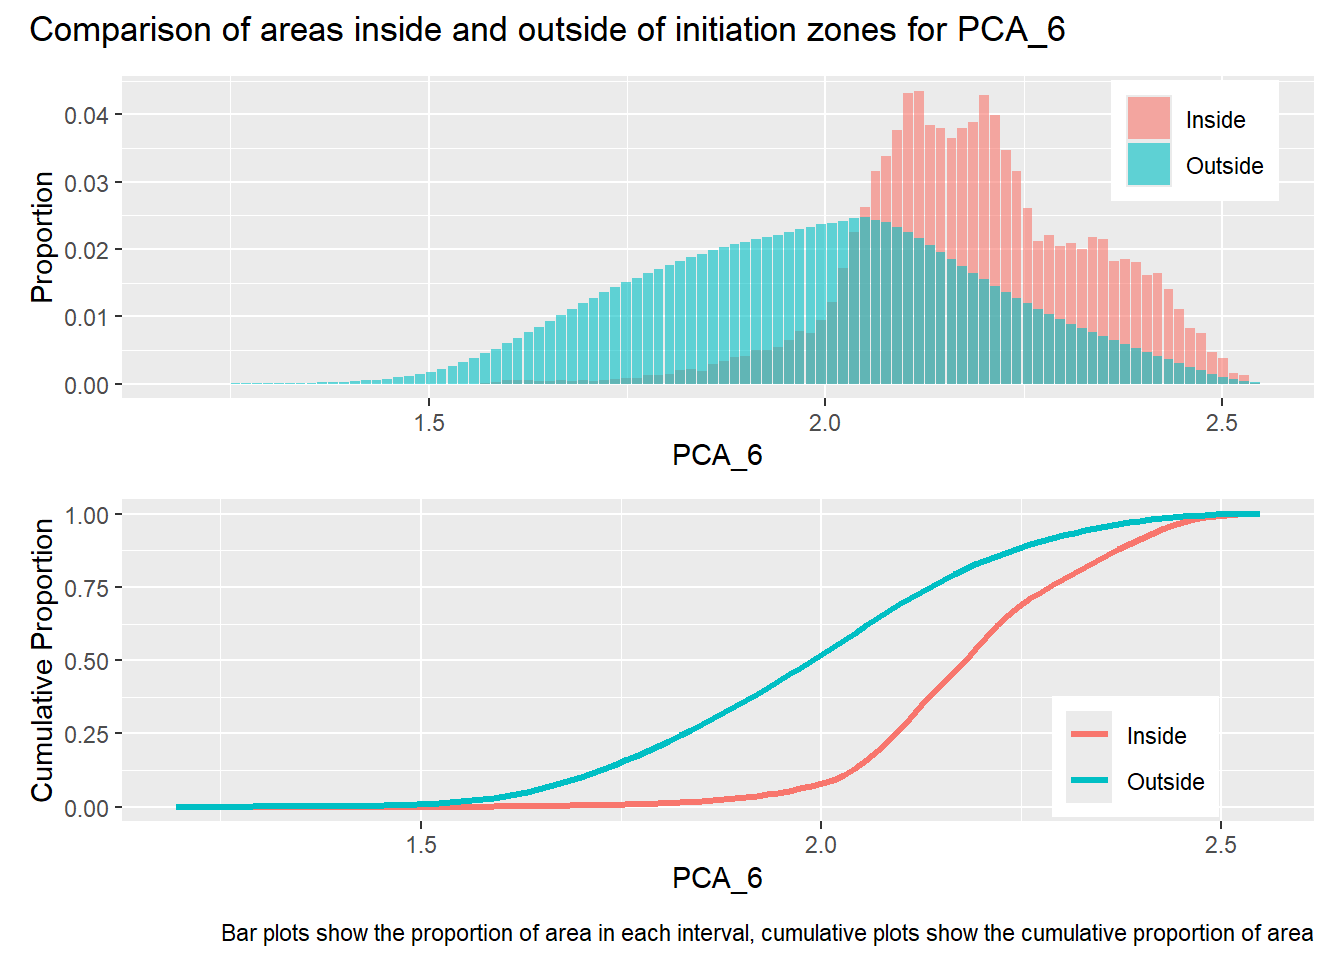 Comparison of areas inside and outside of initiation zones for PCA_6
Proportion
0.04
0.03
0.02
0.01
0.00
Inside
Outside
1.5
2.0
2.5
PCA_6
Cumulative Proportion
1.00
0.75
0.50
0.25
0.00
Inside
Outside
1.5
2.0
2.5
PCA_6
Bar plots show the proportion of area in each interval, cumulative plots show the cumulative proportion of area